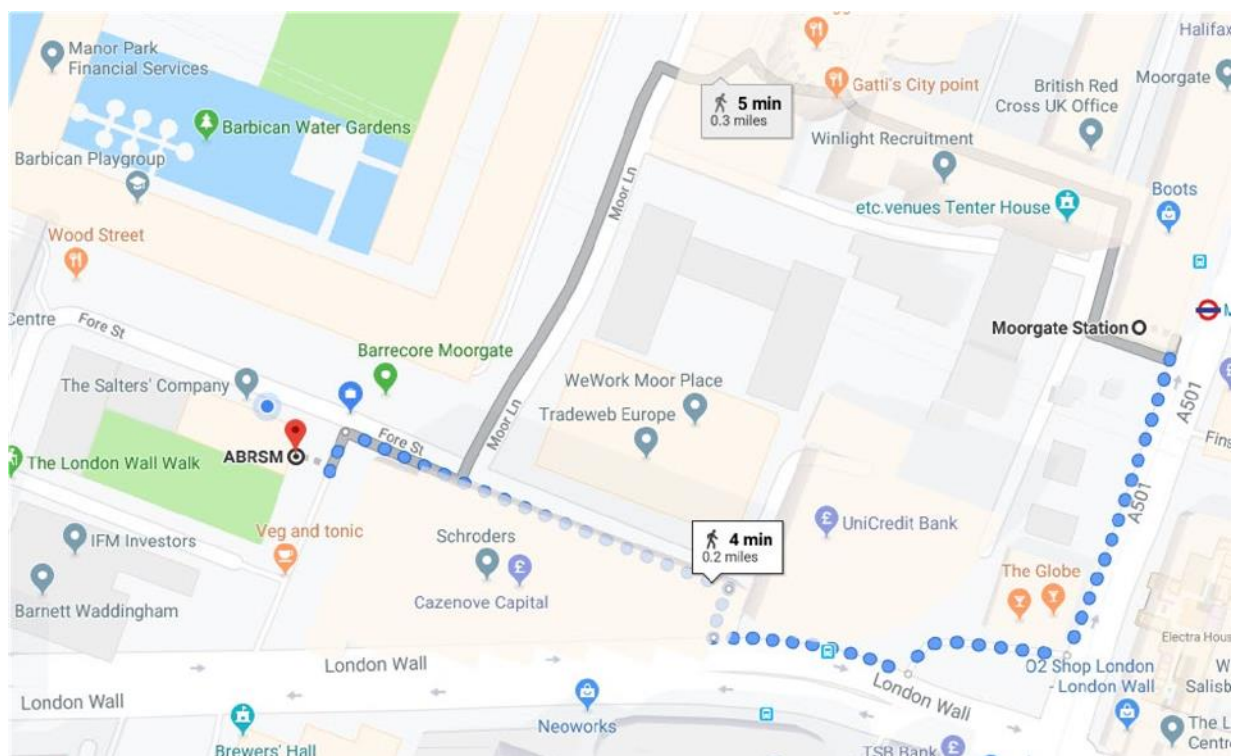 Halifax
Manor Park
Financial Services
Gatti's City point
Moorgate
British Red
Cross UK Office
5 min
0.3 miles
Barbican Water Gardens
Winlight Recruitment
Barbican Playgroup
Boots
etc.venues Tenter House
Moor Ln
Wood Street
Centre
Fore St
Moorgate Station
Barrecore Moorgate
The Salters' Company
WeWork Moor Place
Tradeweb Europe
A501
Moor Ln
Fore St
ABRSM
The London Wall Walk
A501
UniCredit Bank
Veg and tonic
Schroders
IFM Investors
4 min
0.2 miles
The Globe
Cazenove Capital
Barnett Waddingham
London Wall
London Wall
London Wall
O2 Shop London
- London Wall
Neoworks
Brewers' Hall
TSB Bank